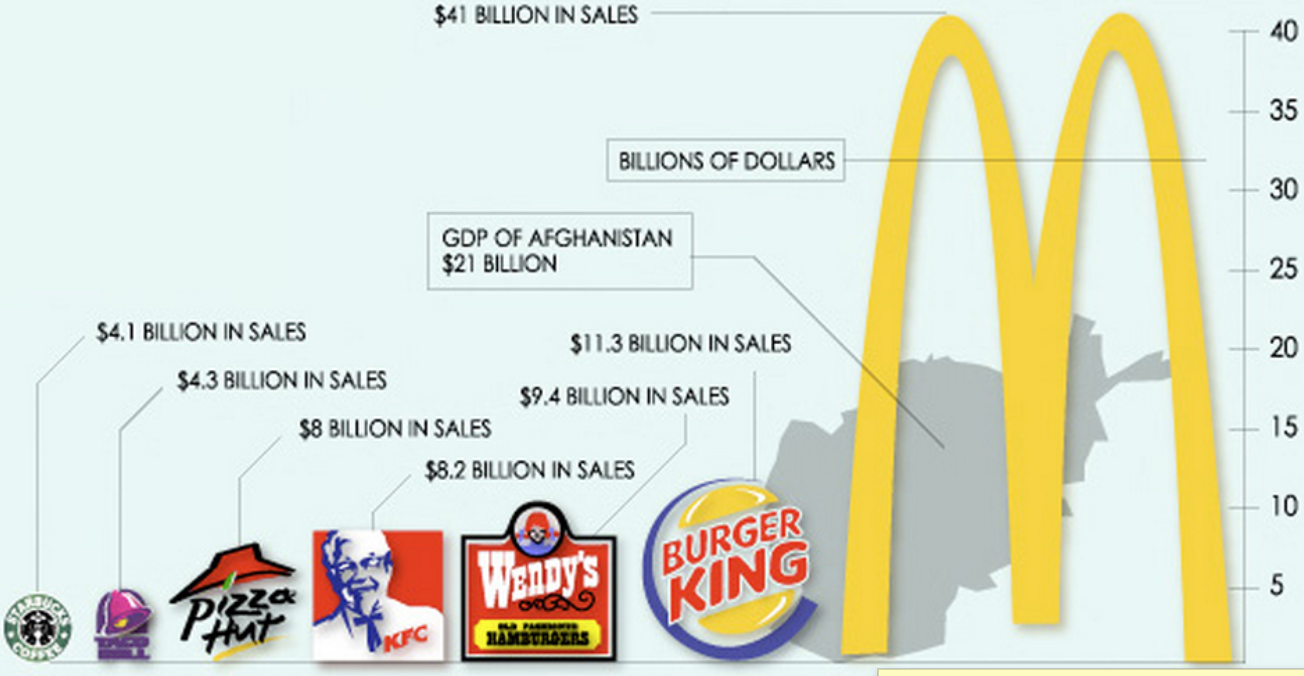 $41 BILLION IN SALES
40
35
BILLIONS OF DOLLARS
30
GDP OF AFGHANISTAN
$21 BILLION
25
$4.1 BILLION IN SALES
$11.3 BILLION IN SALES
20
$4.3 BILLION IN SALES
$9.4 BILLION IN SALES
$8 BILLION IN SALES
15
$8.2 BILLION IN SALES
10
5
STARBUCKS
COFFEE
TACO
BELL
Pizza
Hut
KFC
WENDY'S
OLD FASHIONED
HAMBURGERS
BURGER
KING